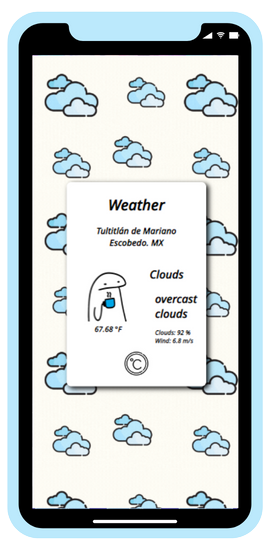 Weather
Tultitlán de Mariano
Escobedo. MX
Clouds
overcast
clouds
67.68 °F
Clouds: 92 %
Wind: 6.8 m/s
°C